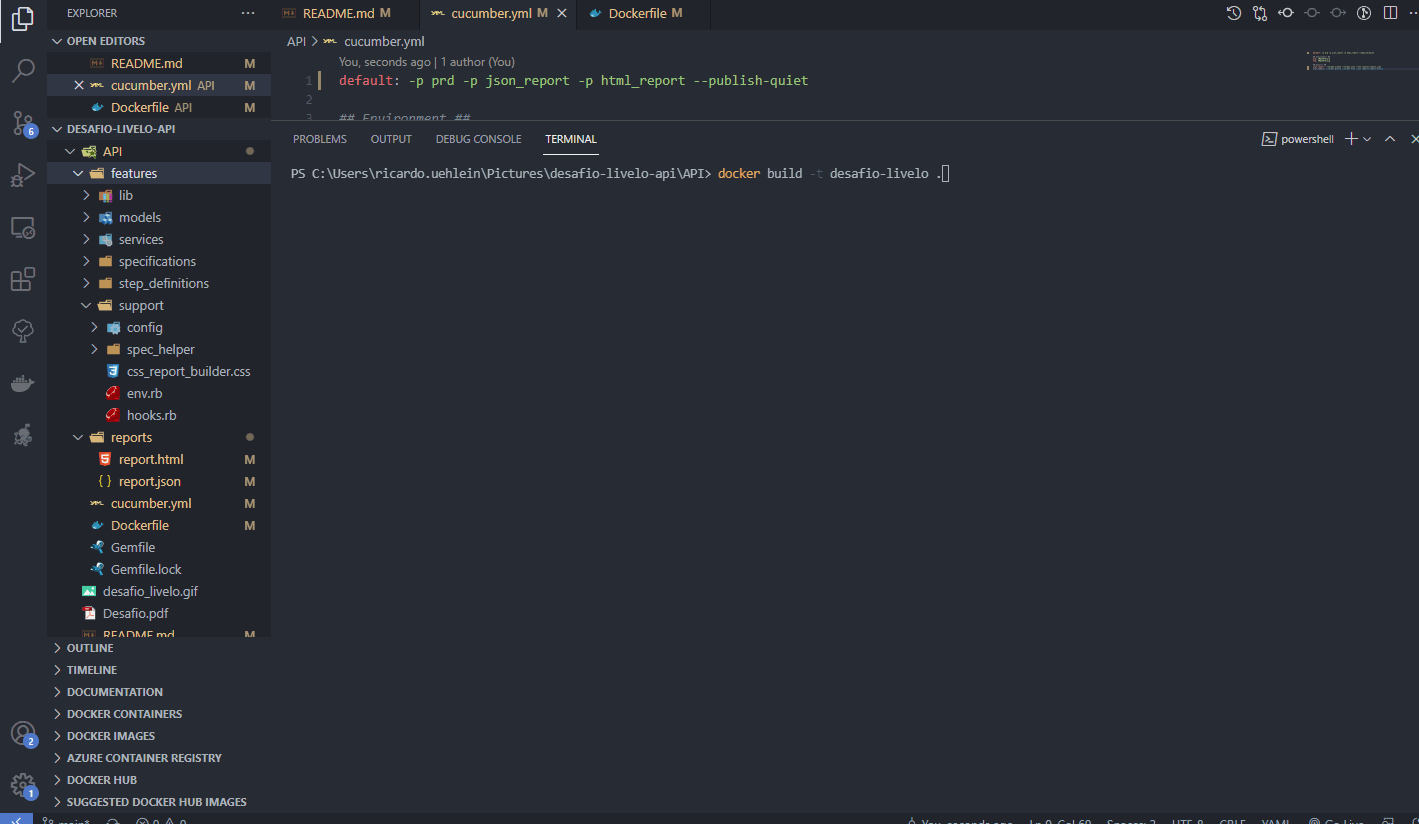 EXPLORER
···
README.md M
cucumber.yml M
Dockerfile M
OPEN EDITORS
README.md M
cucumber.yml API M
Dockerfile API M
DESAFIO-LIVELO-API
API
features
lib
models
services
specifications
step_definitions
support
config
spec_helper
css_report_builder.css
env.rb
hooks.rb
reports
report.html M
{ } report.json M
cucumber.yml M
Dockerfile M
Gemfile
Gemfile.lock
desafio_livelo.gif
Desafio.pdf
README.md M
OUTLINE
TIMELINE
DOCUMENTATION
DOCKER CONTAINERS
DOCKER IMAGES
AZURE CONTAINER REGISTRY
DOCKER HUB
SUGGESTED DOCKER HUB IMAGES
6
2
1
API > cucumber.yml
You, seconds ago | 1 author (You)
1 default: -p prd -p json_report -p html_report --publish-quiet
2
3 ## Environment ##
PROBLEMS OUTPUT DEBUG CONSOLE TERMINAL
powershell
PS C:\Users\ricardo.uehlein\Pictures\desafio-livelo-api\API> docker build -t desafio-livelo .
main* 0 0 You, seconds ago Ln 9, Col 69 Spaces: 2 UTF-8 CRLF YAML Go Live